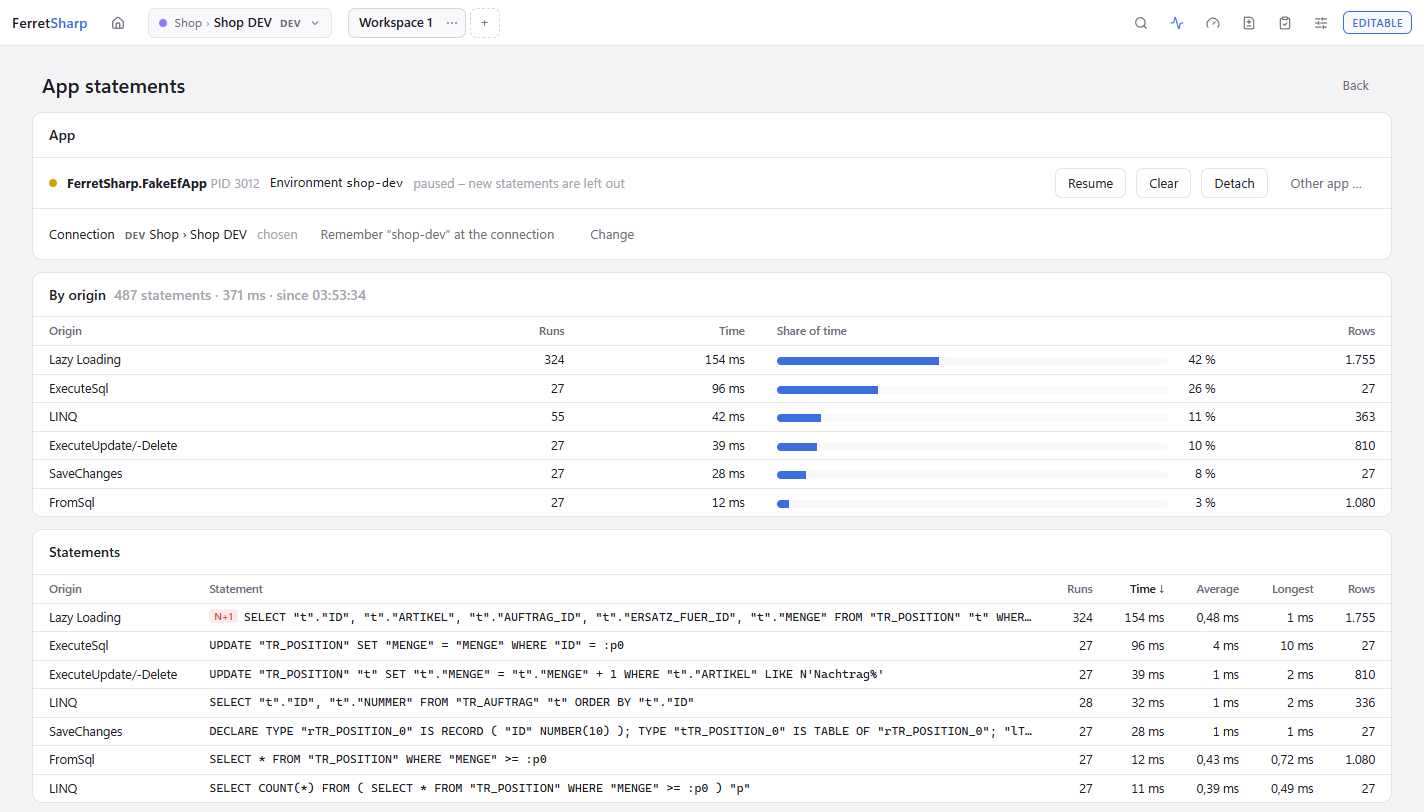 FerretSharp Shop › Shop DEV DEV Workspace 1 ··· + EDITABLE
App statements Back
App
FerretSharp.FakeEfApp PID 3012 Environment shop-dev paused – new statements are left out Resume Clear Detach Other app ...
Connection DEV Shop › Shop DEV chosen Remember “shop-dev” at the connection Change
By origin 487 statements · 371 ms · since 03:53:34
Origin Runs Time Share of time Rows
Lazy Loading 324 154 ms 42 % 1.755
ExecuteSql 27 96 ms 26 % 27
LINQ 55 42 ms 11 % 363
ExecuteUpdate/-Delete 27 39 ms 10 % 810
SaveChanges 27 28 ms 8 % 27
FromSql 27 12 ms 3 % 1.080
Statements
Origin Statement Runs Time ↓ Average Longest Rows
Lazy Loading N+1 SELECT "t"."ID", "t"."ARTIKEL", "t"."AUFTRAG_ID", "t"."ERSATZ_FUER_ID", "t"."MENGE" FROM "TR_POSITION" "t" WHER… 324 154 ms 0,48 ms 1 ms 1.755
ExecuteSql UPDATE "TR_POSITION" SET "MENGE" = "MENGE" WHERE "ID" = :p0 27 96 ms 4 ms 10 ms 27
ExecuteUpdate/-Delete UPDATE "TR_POSITION" "t" SET "t"."MENGE" = "t"."MENGE" + 1 WHERE "t"."ARTIKEL" LIKE N'Nachtrag%' 27 39 ms 1 ms 2 ms 810
LINQ SELECT "t"."ID", "t"."NUMMER" FROM "TR_AUFTRAG" "t" ORDER BY "t"."ID" 28 32 ms 1 ms 2 ms 336
SaveChanges DECLARE TYPE "rTR_POSITION_0" IS RECORD ( "ID" NUMBER(10) ); TYPE "tTR_POSITION_0" IS TABLE OF "rTR_POSITION_0"; "lT… 27 28 ms 1 ms 1 ms 27
FromSql SELECT * FROM "TR_POSITION" WHERE "MENGE" >= :p0 27 12 ms 0,43 ms 0,72 ms 1.080
LINQ SELECT COUNT(*) FROM ( SELECT * FROM "TR_POSITION" WHERE "MENGE" >= :p0 ) "p" 27 11 ms 0,39 ms 0,49 ms 27